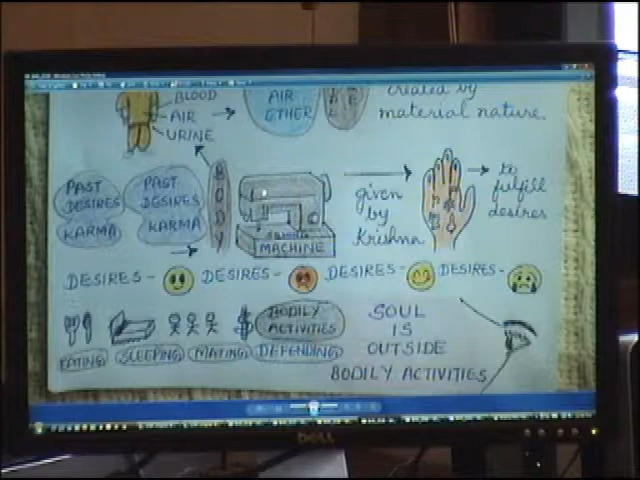 BLOOD
AIR
URINE
AIR
ETHER
created by
material nature.
PAST
DESIRES
KARMA
PAST
DESIRES
KARMA
BODY
MACHINE
given
by
Krishna
to
fulfill
desires
DESIRES - DESIRES - DESIRES - DESIRES -
$
BODILY
ACTIVITIES
EATING SLEEPING MATING DEFENDING
SOUL
IS
OUTSIDE
BODILY ACTIVITIES
DELL